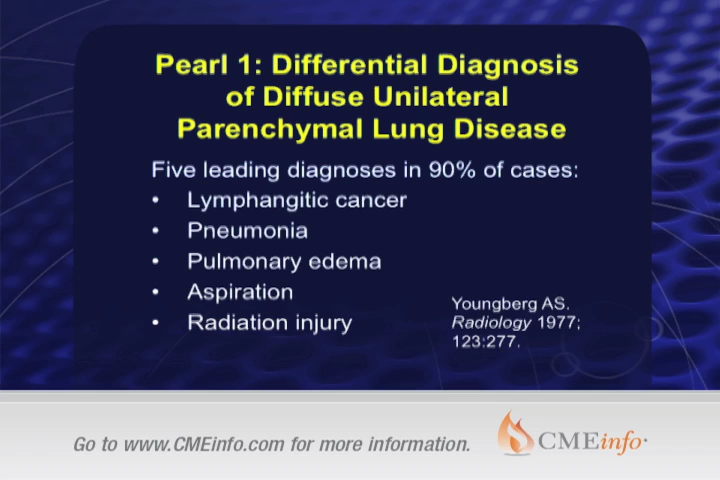 Pearl 1: Differential Diagnosis
of Diffuse Unilateral
Parenchymal Lung Disease
Five leading diagnoses in 90% of cases:
• Lymphangitic cancer
• Pneumonia
• Pulmonary edema
• Aspiration
• Radiation injury
Youngberg AS.
Radiology 1977;
123:277.
Go to www.CMEinfo.com for more information.
CMEinfo